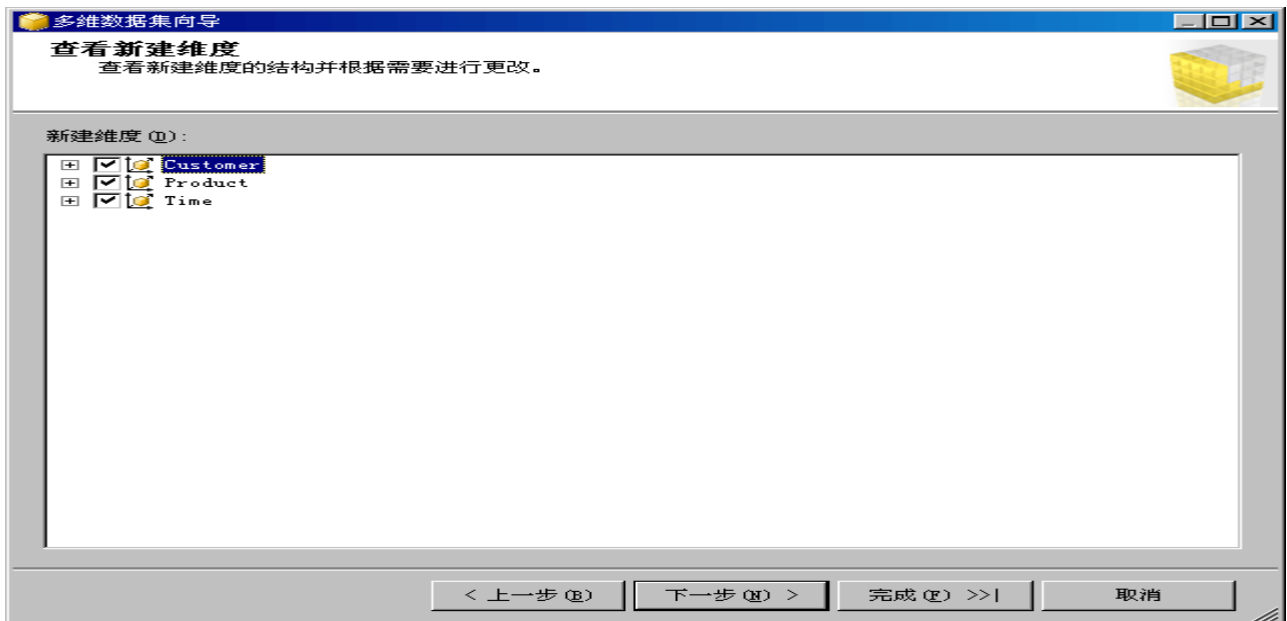 多维数据集向导
查看新建维度
查看新建维度的结构并根据需要进行更改。
新建维度(D):
Customer
Product
Time
< 上一步(B)
下一步(N) >
完成(F) >>|
取消